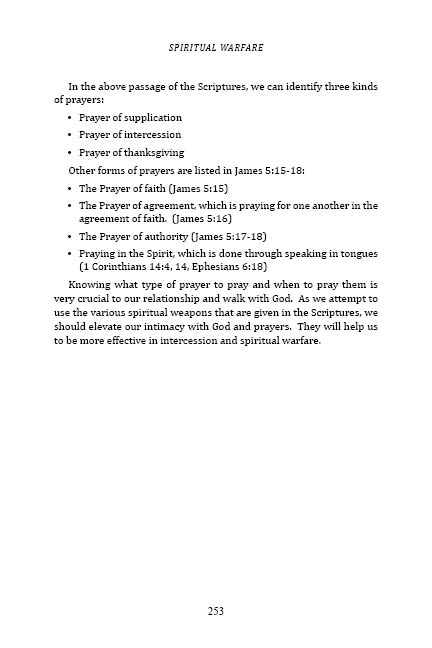 SPIRITUAL WARFARE
In the above passage of the Scriptures, we can identify three kinds
of prayers:
• Prayer of supplication
• Prayer of intercession
• Prayer of thanksgiving
Other forms of prayers are listed in James 5:15-18:
• The Prayer of faith (James 5:15)
• The Prayer of agreement, which is praying for one another in the
agreement of faith. (James 5:16)
• The Prayer of authority (James 5:17-18)
• Praying in the Spirit, which is done through speaking in tongues
(1 Corinthians 14:4, 14, Ephesians 6:18)
Knowing what type of prayer to pray and when to pray them is
very crucial to our relationship and walk with God. As we attempt to
use the various spiritual weapons that are given in the Scriptures, we
should elevate our intimacy with God and prayers. They will help us
to be more effective in intercession and spiritual warfare.
253